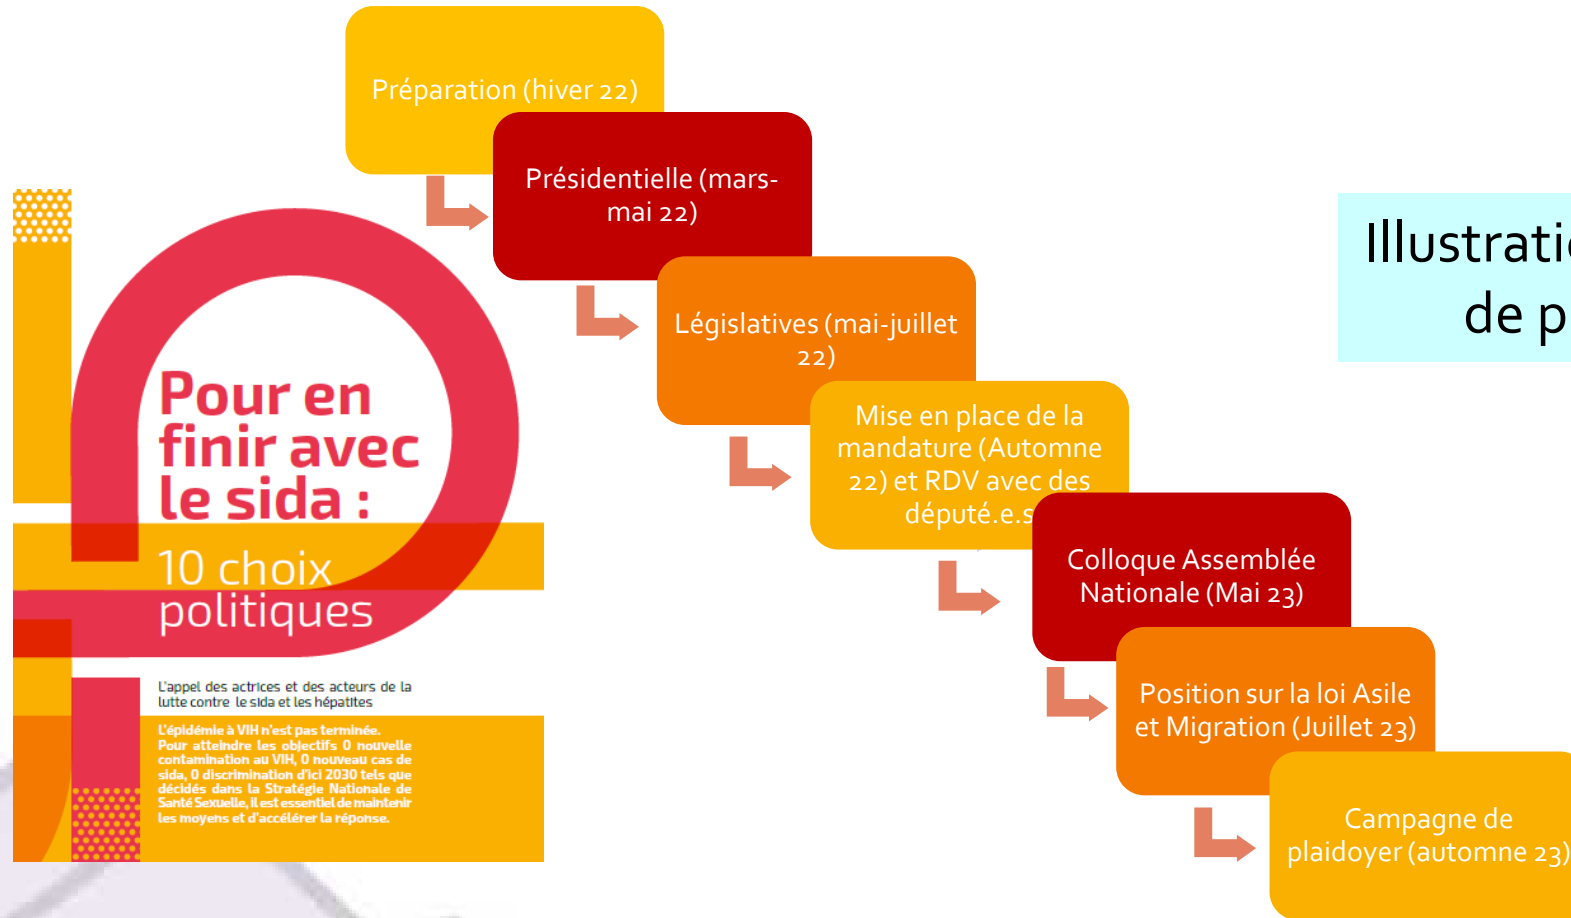 Préparation (hiver 22)
Présidentielle (mars-
mai 22)
Législatives (mai-juillet
22)
Mise en place de la
mandature (Automne
22) et RDV avec des
député.e.s
Colloque Assemblée
Nationale (Mai 23)
Position sur la loi Asile
et Migration (Juillet 23)
Campagne de
plaidoyer (automne 23)
Pour en
finir avec
le sida :
10 choix
politiques
L'appel des actrices et des acteurs de la
lutte contre le sida et les hépatites
L'épidémie à VIH n'est pas terminée.
Pour atteindre les objectifs 0 nouvelle
contamination au VIH, 0 nouveau cas de
sida, 0 discrimination d'ici 2030 tels que
décidés dans la Stratégie Nationale de
Santé Sexuelle, il est essentiel de maintenir
les moyens et d'accélérer la réponse.
de